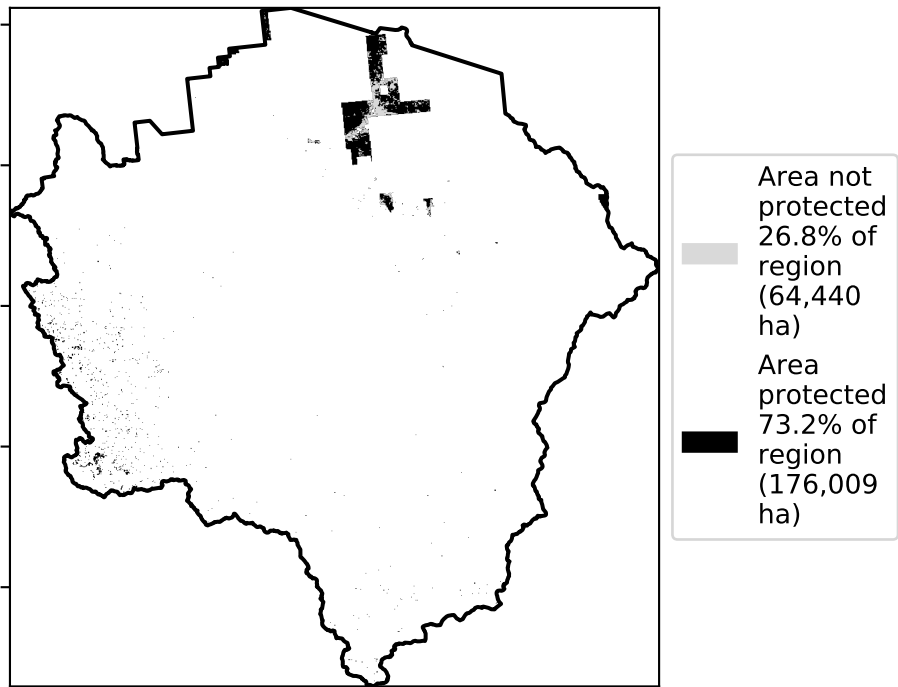 Area not
protected
26.8% of
region
(64,440
ha)
Area
protected
73.2% of
region
(176,009
ha)